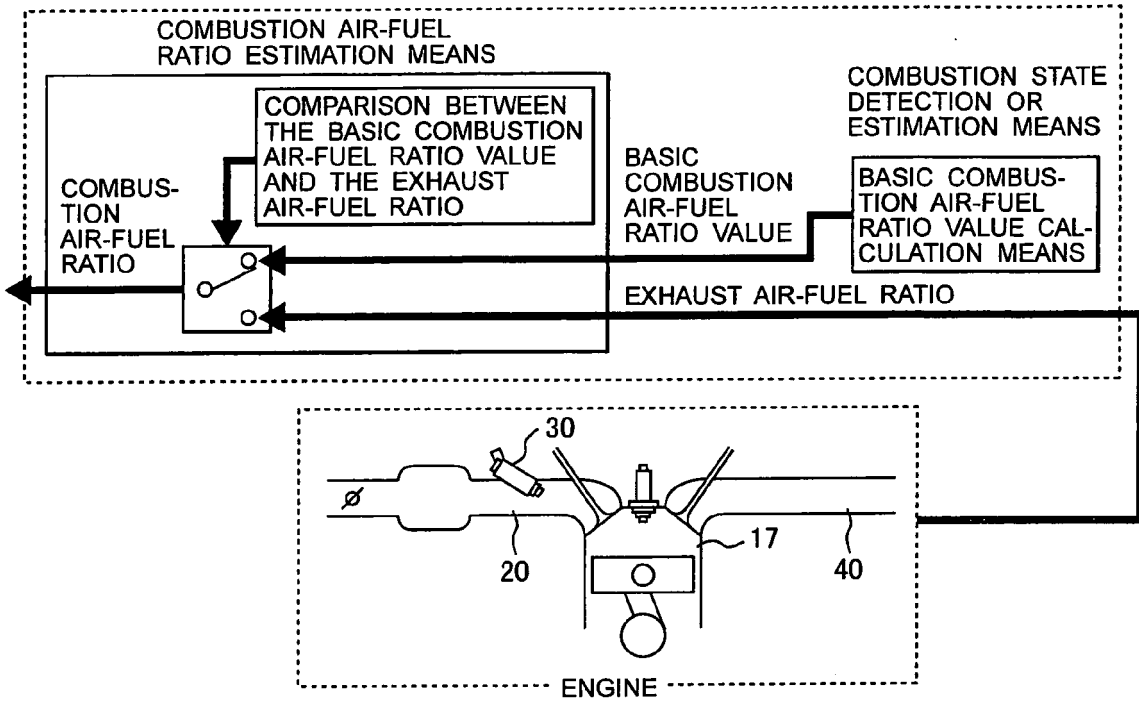 COMBUSTION AIR-FUEL
RATIO ESTIMATION MEANS
COMPARISON BETWEEN
THE BASIC COMBUSTION
AIR-FUEL RATIO VALUE
AND THE EXHAUST
AIR-FUEL RATIO
COMBUS-
TION
AIR-FUEL
RATIO
BASIC
COMBUSTION
AIR-FUEL
RATIO VALUE
COMBUSTION STATE
DETECTION OR
ESTIMATION MEANS
BASIC COMBUS-
TION AIR-FUEL
RATIO VALUE CAL-
CULATION MEANS
EXHAUST AIR-FUEL RATIO
30
20
17
40
ENGINE